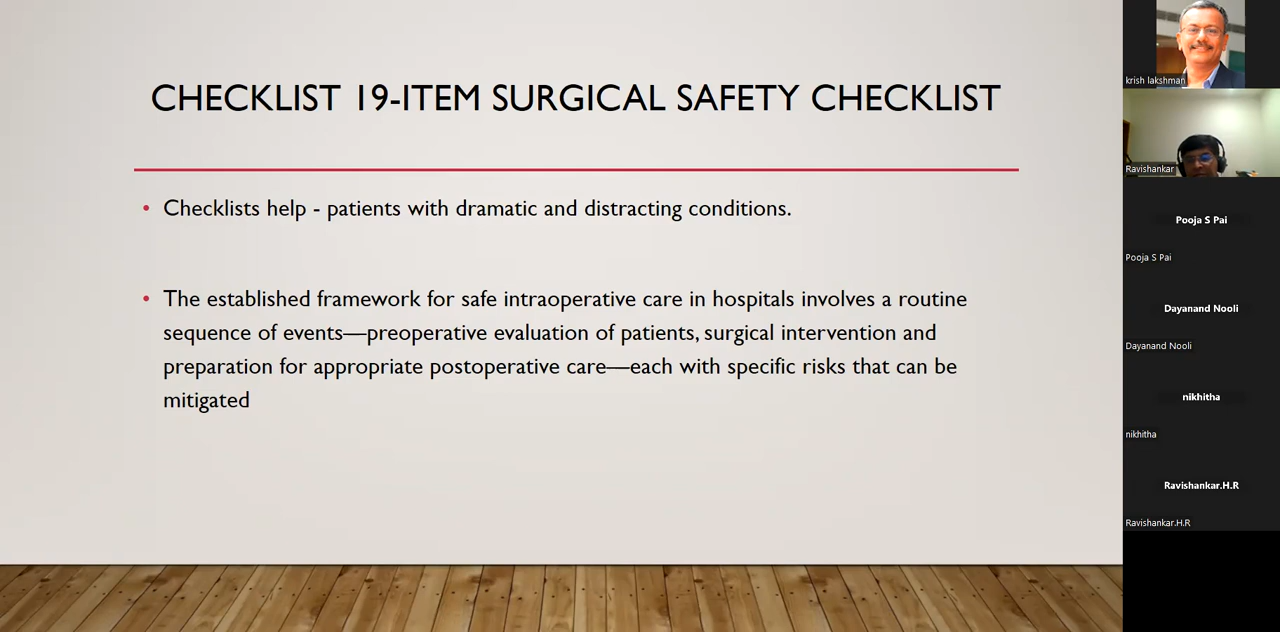 CHECKLIST 19-ITEM SURGICAL SAFETY CHECKLIST
• Checklists help - patients with dramatic and distracting conditions.
• The established framework for safe intraoperative care in hospitals involves a routine
sequence of events—preoperative evaluation of patients, surgical intervention and
preparation for appropriate postoperative care—each with specific risks that can be
mitigated
krish lakshman
Ravishankar
Pooja S Pai
Pooja S Pai
Dayanand Nooli
Dayanand Nooli
nikhitha
nikhitha
Ravishankar.H.R
Ravishankar.H.R